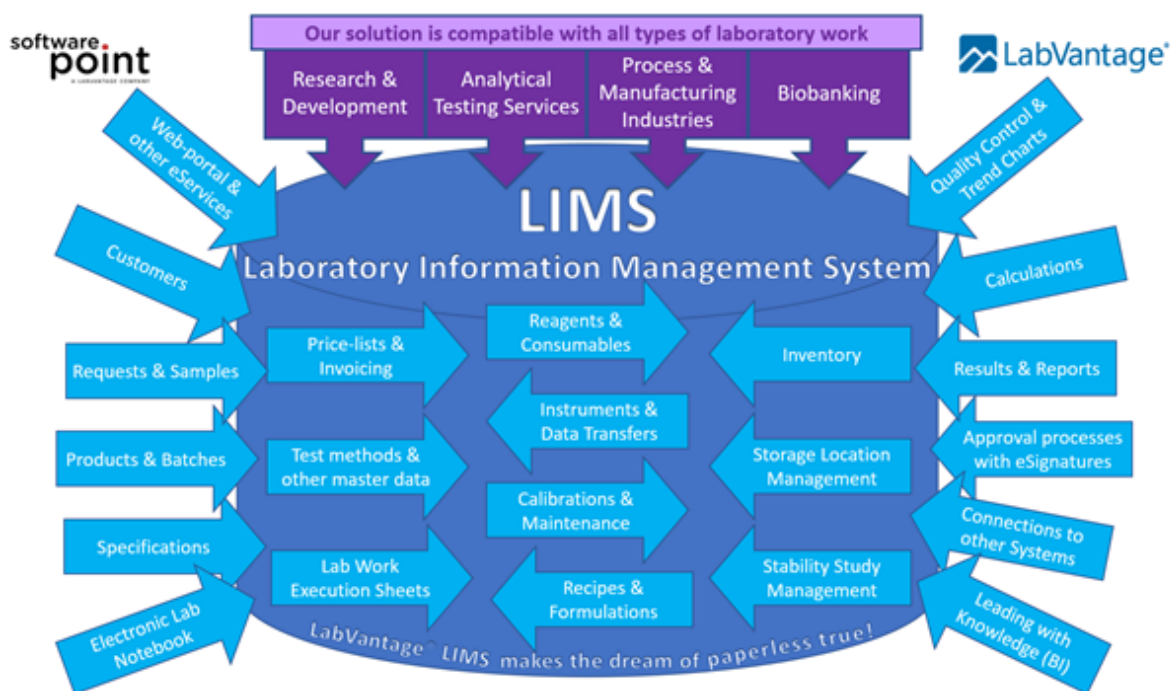 software
point
A LABVANTAGE COMPANY
Our solution is compatible with all types of laboratory work
LabVantage®
Research &
Development
Analytical
Testing Services
Process &
Manufacturing
Industries
Biobanking
Web-portal &
other eServices
Customers
Requests & Samples
Products & Batches
Specifications
Electronic Lab
Notebook
LIMS
Laboratory Information Management System
Price-lists &
Invoicing
Test methods &
other master data
Lab Work
Execution Sheets
Reagents &
Consumables
Instruments &
Data Transfers
Calibrations &
Maintenance
Recipes &
Formulations
Inventory
Storage Location
Management
Stability Study
Management
Quality Control &
Trend Charts
Calculations
Results & Reports
Approval processes
with eSignatures
Connections to
other Systems
Leading with
Knowledge (BI)
LabVantage® LIMS makes the dream of paperless true!